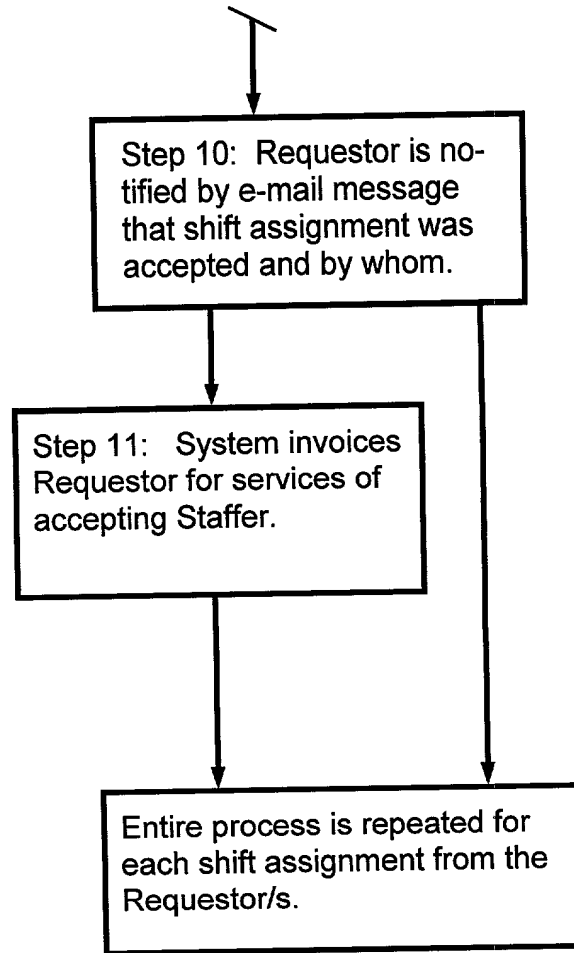 Step 10: Requestor is no-
tified by e-mail message
that shift assignment was
accepted and by whom.
Step 11: System invoices
Requestor for services of
accepting Staffer.
Entire process is repeated for
each shift assignment from the
Requestor/s.